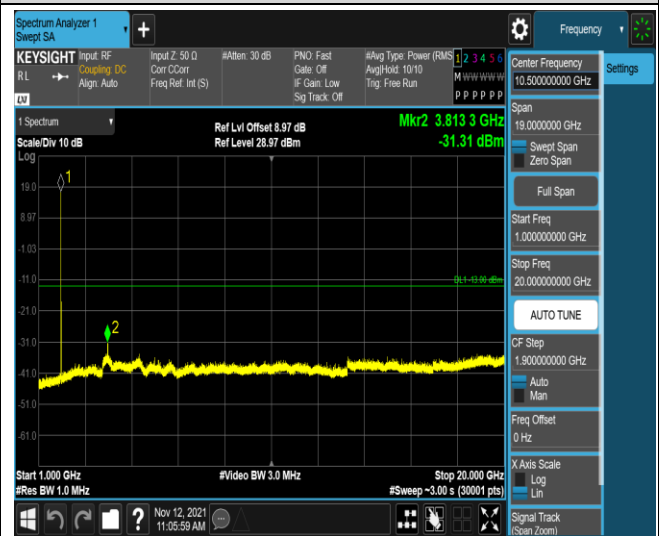 Spectrum Analyzer 1
Swept SA
+
Frequency
KEYSIGHT
RL
LXI
Input: RF
Coupling: DC
Align: Auto
Input Z: 50 Ω
Corr CCorr
Freq Ref: Int (S)
#Atten: 30 dB
PNO: Fast
Gate: Off
IF Gain: Low
Sig Track: Off
#Avg Type: Power (RMS
Avg|Hold: 10/10
Trig: Free Run
1 2 3 4 5 6
M W W W W W
P P P P P P
Center Frequency
10.500000000 GHz
Settings
Span
19.0000000 GHz
Swept Span
Zero Span
Full Span
Start Freq
1.000000000 GHz
Stop Freq
20.000000000 GHz
AUTO TUNE
CF Step
1.900000000 GHz
Auto
Man
Freq Offset
0 Hz
X Axis Scale
Log
Lin
Signal Track
(Span Zoom)
1 Spectrum
Scale/Div 10 dB
Log
Ref Lvl Offset 8.97 dB
Ref Level 28.97 dBm
Mkr2 3.813 3 GHz
-31.31 dBm
1
19.0
8.97
-1.03
-11.0
DL1 -13.00 dBm
-21.0
2
-31.0
-41.0
-51.0
-61.0
Start 1.000 GHz
#Video BW 3.0 MHz
Stop 20.000 GHz
#Res BW 1.0 MHz
#Sweep ~3.00 s (30001 pts)
?
Nov 12, 2021
11:05:59 AM